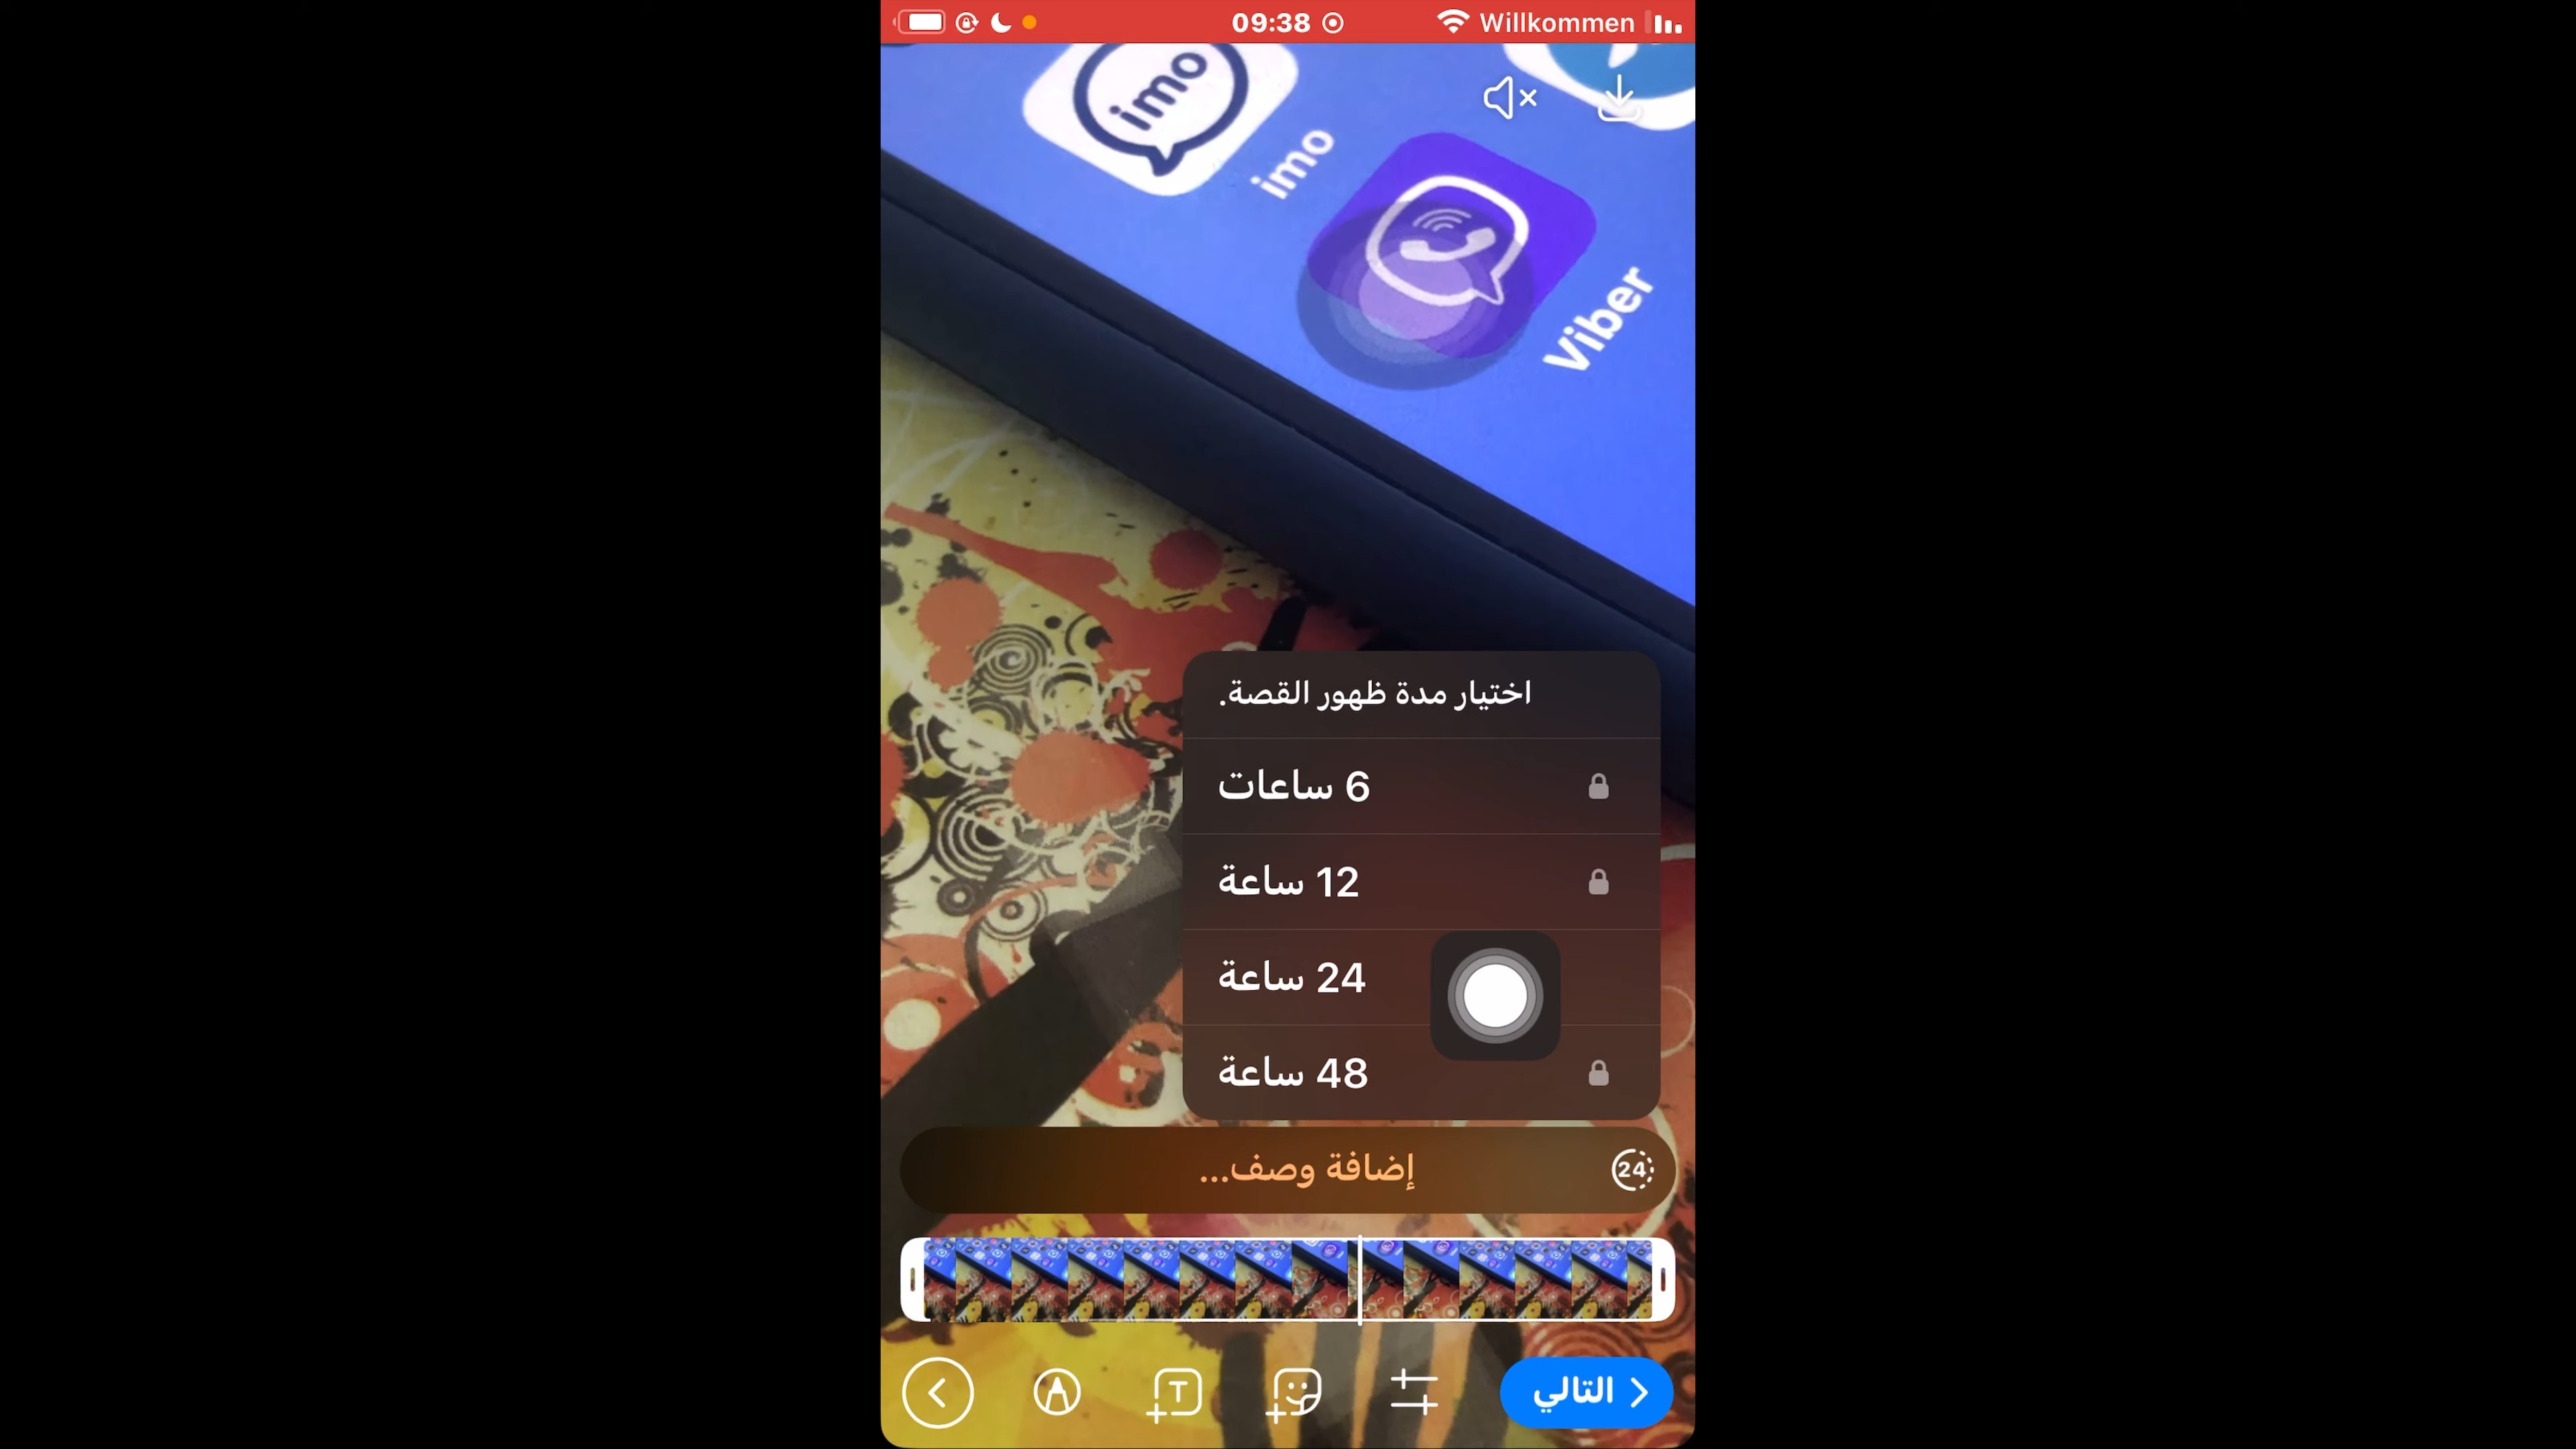 09:38
Willkommen
imo
imo
Viber
اختيار مدة ظهور القصة.
6 ساعات
12 ساعة
24 ساعة
48 ساعة
إضافة وصف...
24
T
التالي